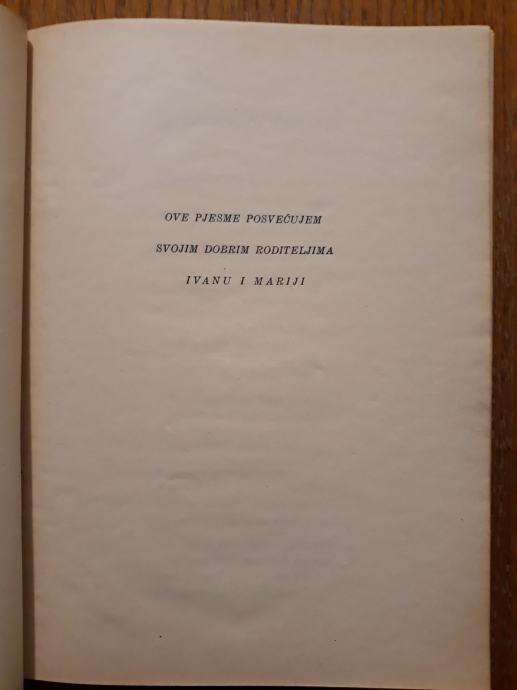 OVE PJESME POSVEĆUJEM
SVOJIM DOBRIM RODITELJIMA
IVANU I MARIJI